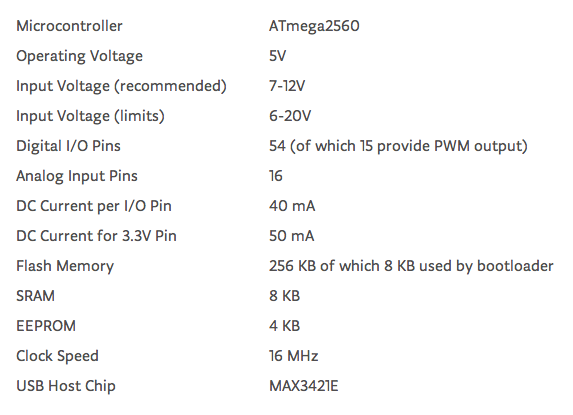 Microcontroller ATmega2560
Operating Voltage 5V
Input Voltage (recommended) 7-12V
Input Voltage (limits) 6-20V
Digital I/O Pins 54 (of which 15 provide PWM output)
Analog Input Pins 16
DC Current per I/O Pin 40 mA
DC Current for 3.3V Pin 50 mA
Flash Memory 256 KB of which 8 KB used by bootloader
SRAM 8 KB
EEPROM 4 KB
Clock Speed 16 MHz
USB Host Chip MAX3421E